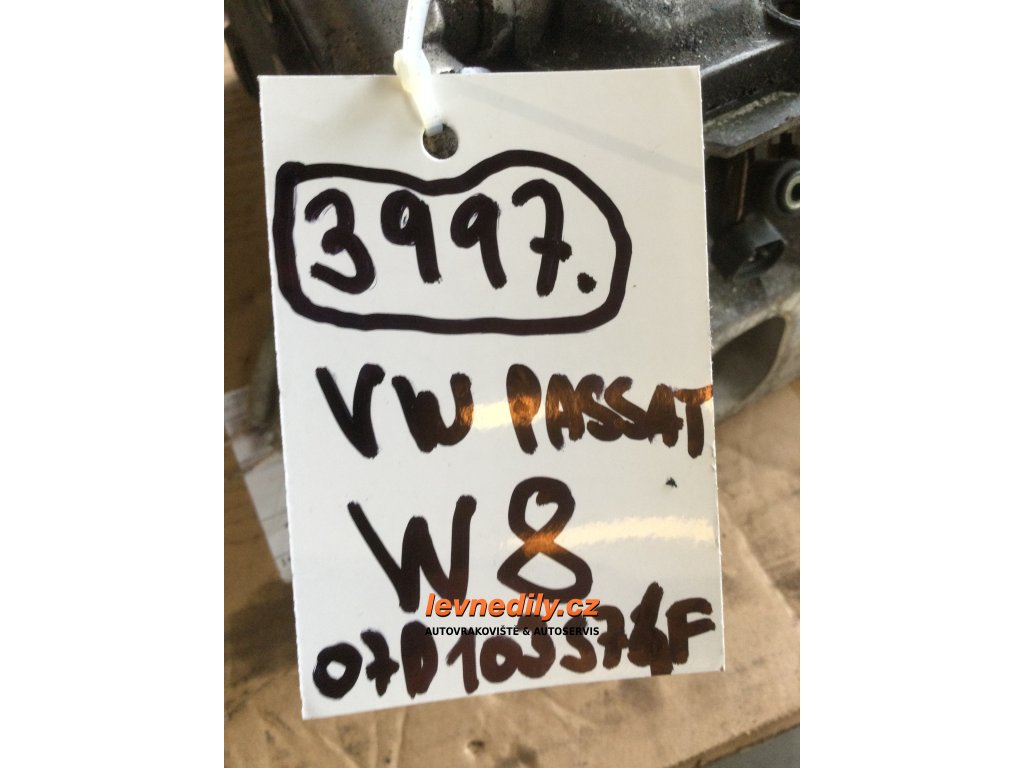 3997.
VW PASSAT
W8
levnedily.cz
AUTOVRAKOVIŠTĚ & AUTOSERVIS